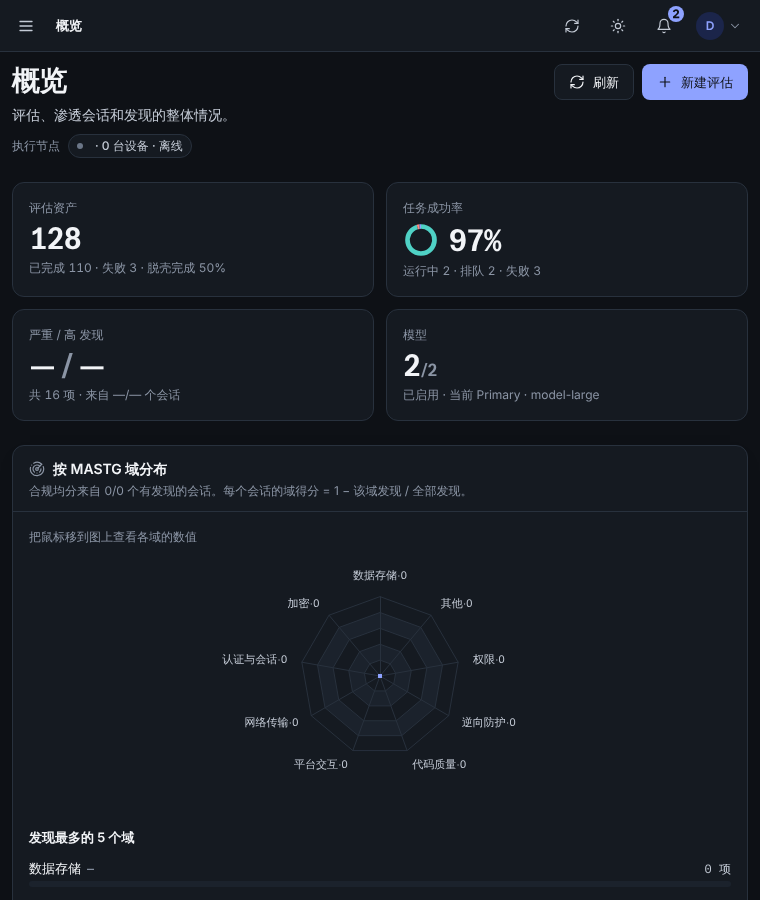 概览
2
D
概览
刷新
新建评估
评估、渗透会话和发现的整体情况。
执行节点
· 0 台设备 · 离线
评估资产
128
已完成 110 · 失败 3 · 脱壳完成 50%
任务成功率
97%
运行中 2 · 排队 2 · 失败 3
严重 / 高 发现
— / —
共 16 项 · 来自 —/— 个会话
模型
2/2
已启用 · 当前 Primary · model-large
按 MASTG 域分布
合规均分来自 0/0 个有发现的会话。每个会话的域得分 = 1 − 该域发现 / 全部发现。
把鼠标移到图上查看各域的数值
数据存储·0
加密·0
其他·0
认证与会话·0
权限·0
网络传输·0
逆向防护·0
平台交互·0
代码质量·0
发现最多的 5 个域
数据存储 –
0 项